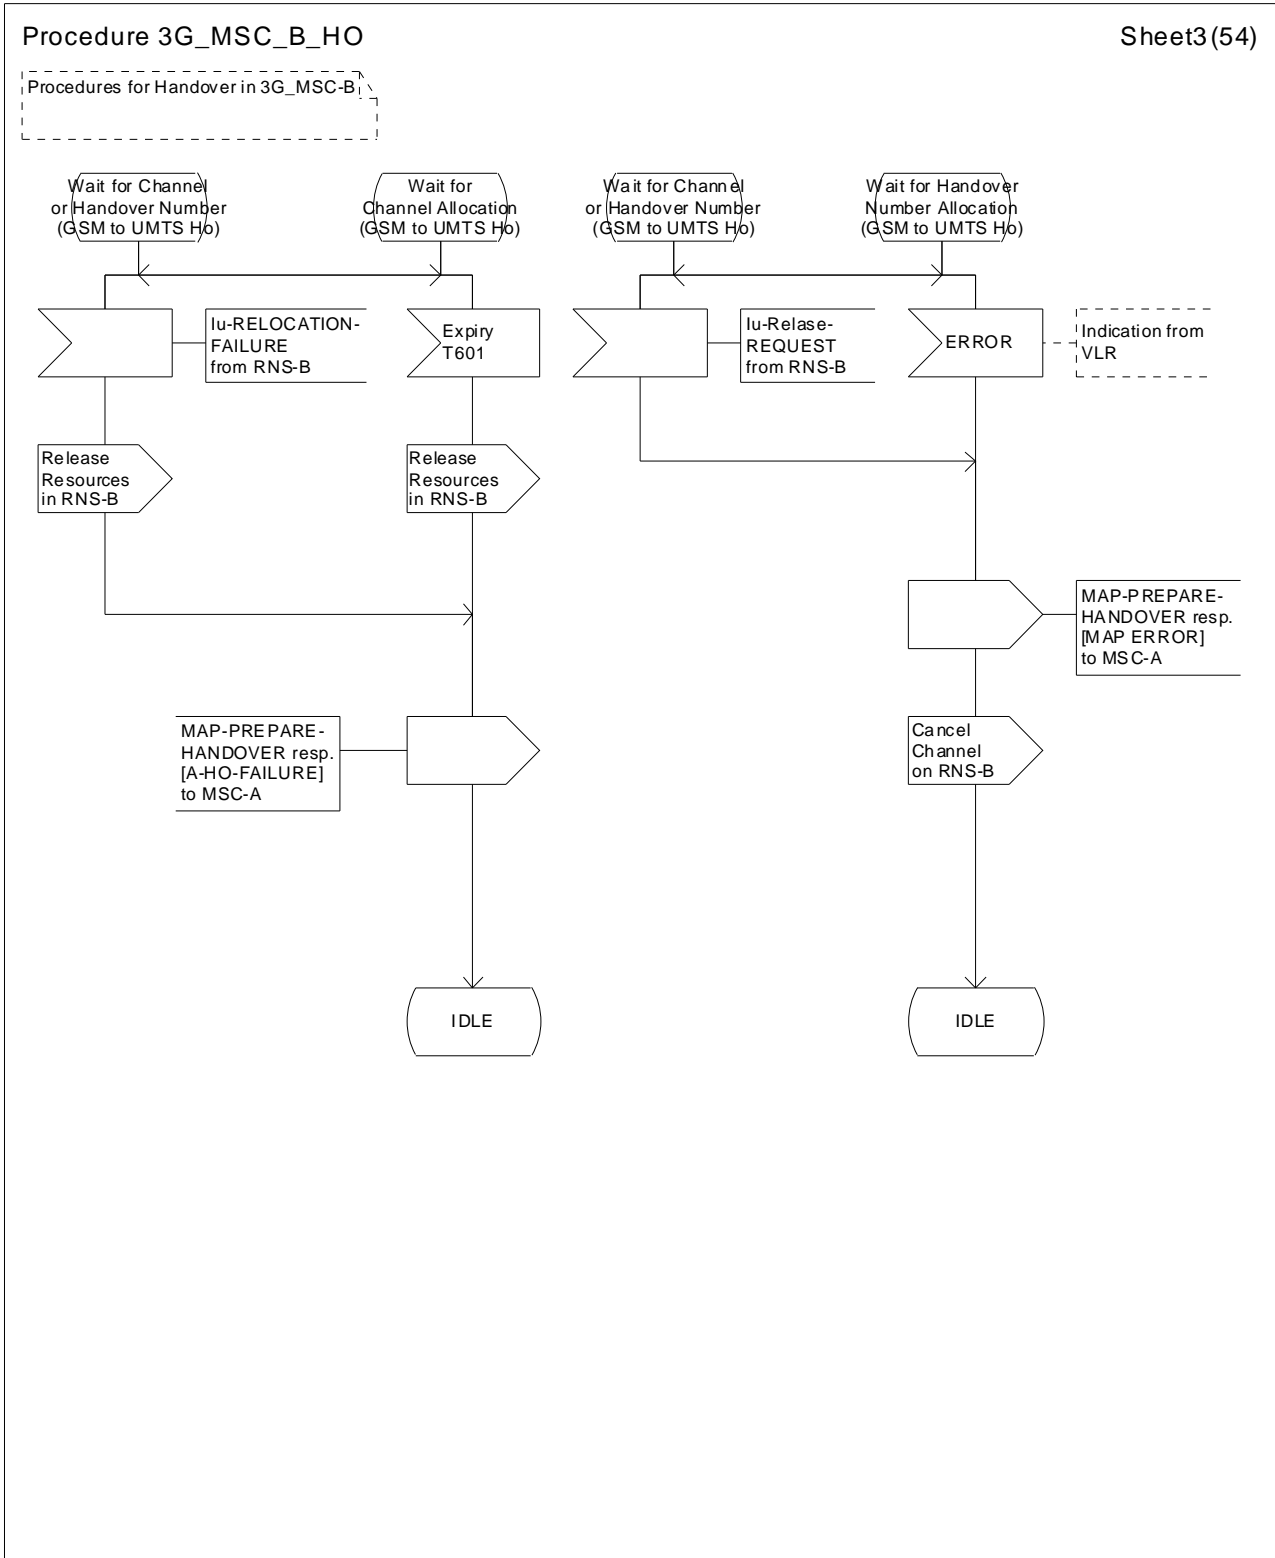 Procedure 3G_MSC_B_HO
Sheet3(54)
Procedures for Handover in 3G_MSC-B
Wait for Channel
or Handover Number
(GSM to UMTS Ho)
Wait for
Channel Allocation
(GSM to UMTS Ho)
Wait for Channel
or Handover Number
(GSM to UMTS Ho)
Wait for Handover
Number Allocation
(GSM to UMTS Ho)
Iu-RELOCATION-
FAILURE
from RNS-B
Expiry
T601
Iu-Relase-
REQUEST
from RNS-B
ERROR
Indication from
VLR
Release
Resources
in RNS-B
Release
Resources
in RNS-B
MAP-PREPARE-
HANDOVER resp.
[MAP ERROR]
to MSC-A
MAP-PREPARE-
HANDOVER resp.
[A-HO-FAILURE]
to MSC-A
Cancel
Channel
on RNS-B
IDLE
IDLE